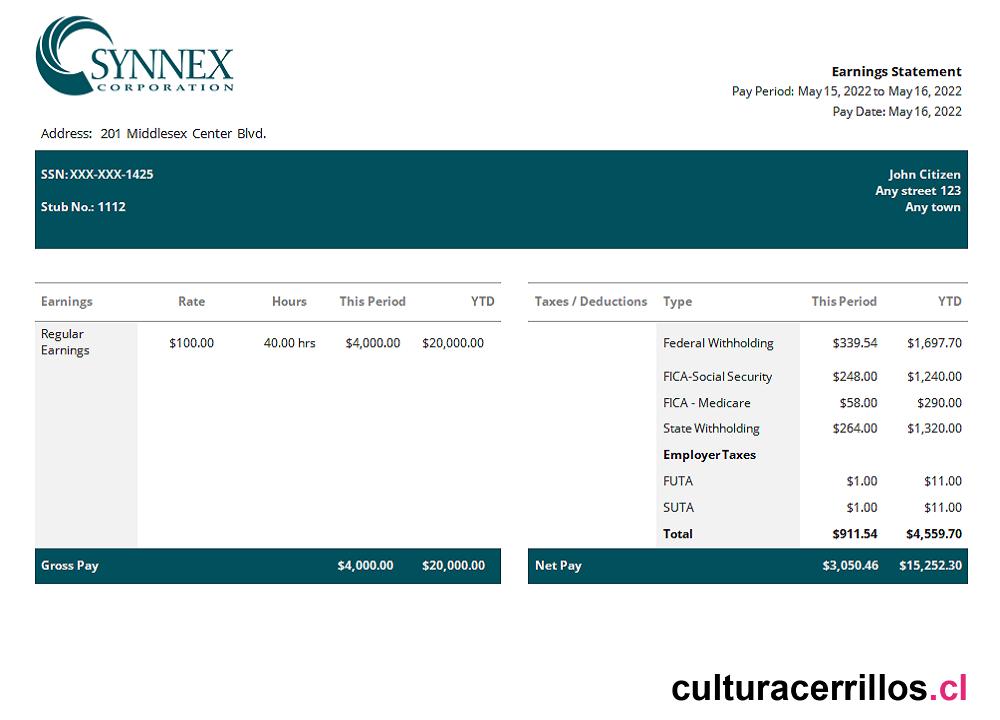 SYNNEX
CORPORATION
Earnings Statement
Pay Period: May 15, 2022 to May 16, 2022
Pay Date: May 16, 2022
Address: 201 Middlesex Center Blvd.
SSN: XXX-XXX-1425
Stub No.: 1112
John Citizen
Any street 123
Any town
Earnings Rate Hours This Period YTD
Regular
Earnings
$100.00 40.00 hrs $4,000.00 $20,000.00
Gross Pay $4,000.00 $20,000.00
Taxes / Deductions Type This Period YTD
Federal Withholding $339.54 $1,697.70
FICA-Social Security $248.00 $1,240.00
FICA - Medicare $58.00 $290.00
State Withholding $264.00 $1,320.00
Employer Taxes
FUTA $1.00 $11.00
SUTA $1.00 $11.00
Total $911.54 $4,559.70
Net Pay $3,050.46 $15,252.30
culturacerrillos.cl